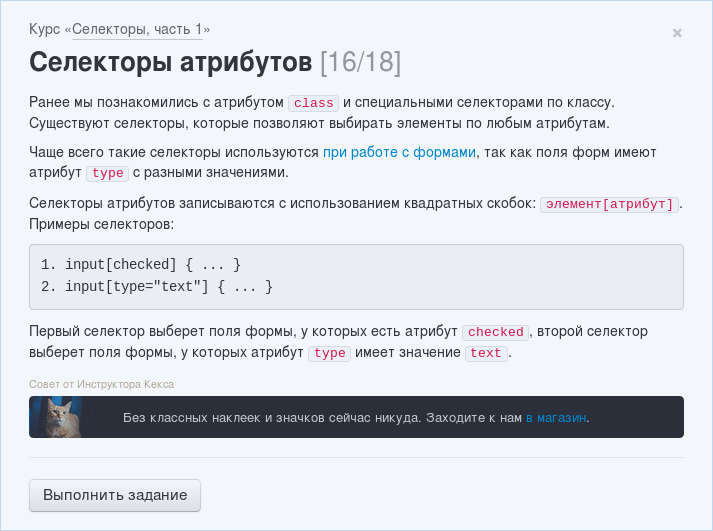 Курс «Селекторы, часть 1»
×
Селекторы атрибутов [16/18]
Ранее мы познакомились с атрибутом class и специальными селекторами по классу.
Существуют селекторы, которые позволяют выбирать элементы по любым атрибутам.
Чаще всего такие селекторы используются при работе с формами, так как поля форм имеют
атрибут type с разными значениями.
Селекторы атрибутов записываются с использованием квадратных скобок: элемент[атрибут].
Примеры селекторов:
1. input[checked] { ... }
2. input[type="text"] { ... }
Первый селектор выберет поля формы, у которых есть атрибут checked, второй селектор
выберет поля формы, у которых атрибут type имеет значение text.
Совет от Инструктора Кекса
Без классных наклеек и значков сейчас никуда. Заходите к нам в магазин.
Выполнить задание